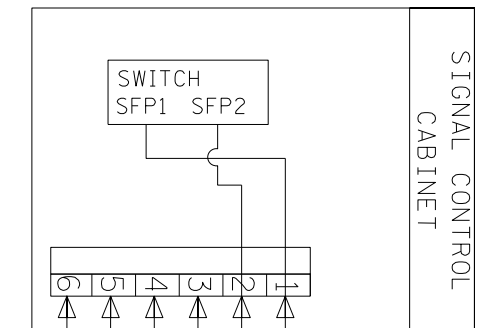 SWITCH
SFP1 SFP2
6 5 4 3 2 1
SIGNAL CONTROL
CABINET